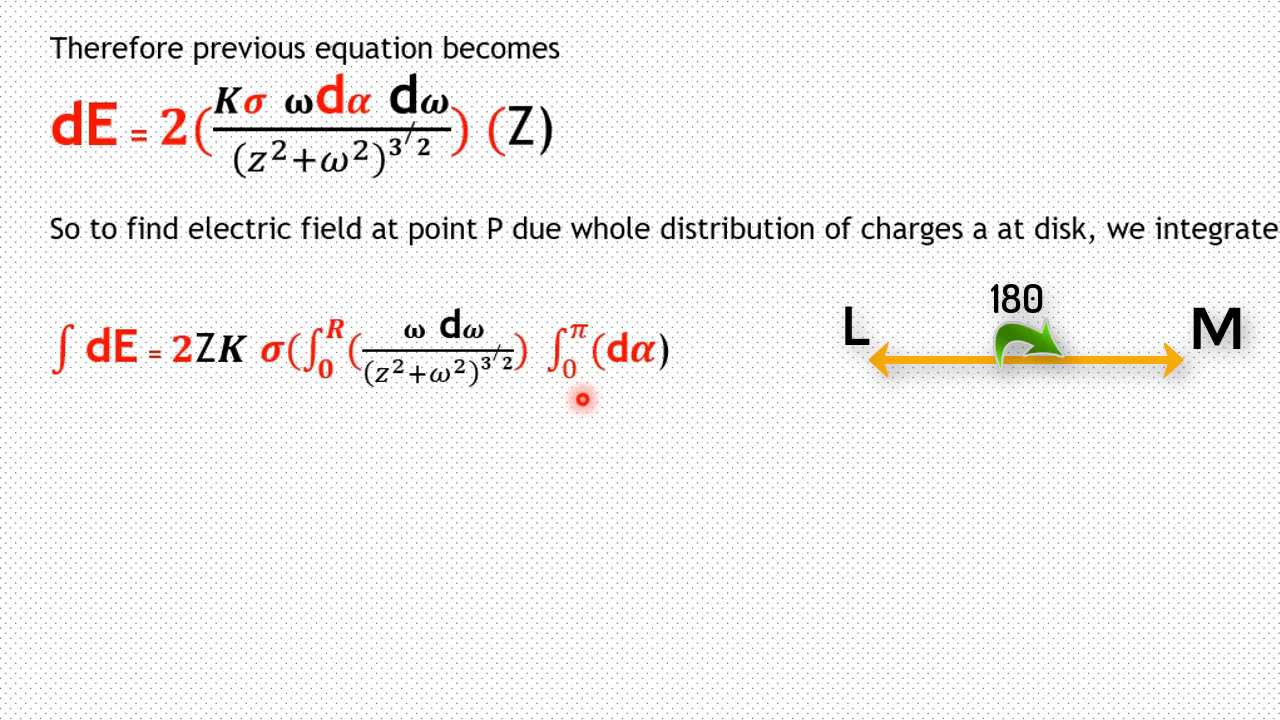 Therefore previous equation becomes
dE = 2(Kσ ωdα dω / (z²+ω²)^3/2) (Z)
So to find electric field at point P due whole distribution of charges a at disk, we integrate
∫ dE = 2ZK σ(∫₀ᴿ(ω dω / (z²+ω²)^3/2) ∫₀^π(dα)
180
L M